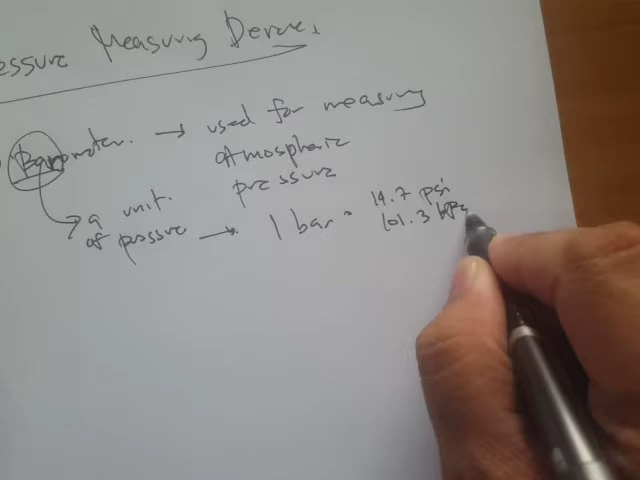 essure Measuring Device.
Barometer. → used for measuring
atmospheric
pressure
a unit.
of pressure → 1 bar = 14.7 psi
101.3 kPa